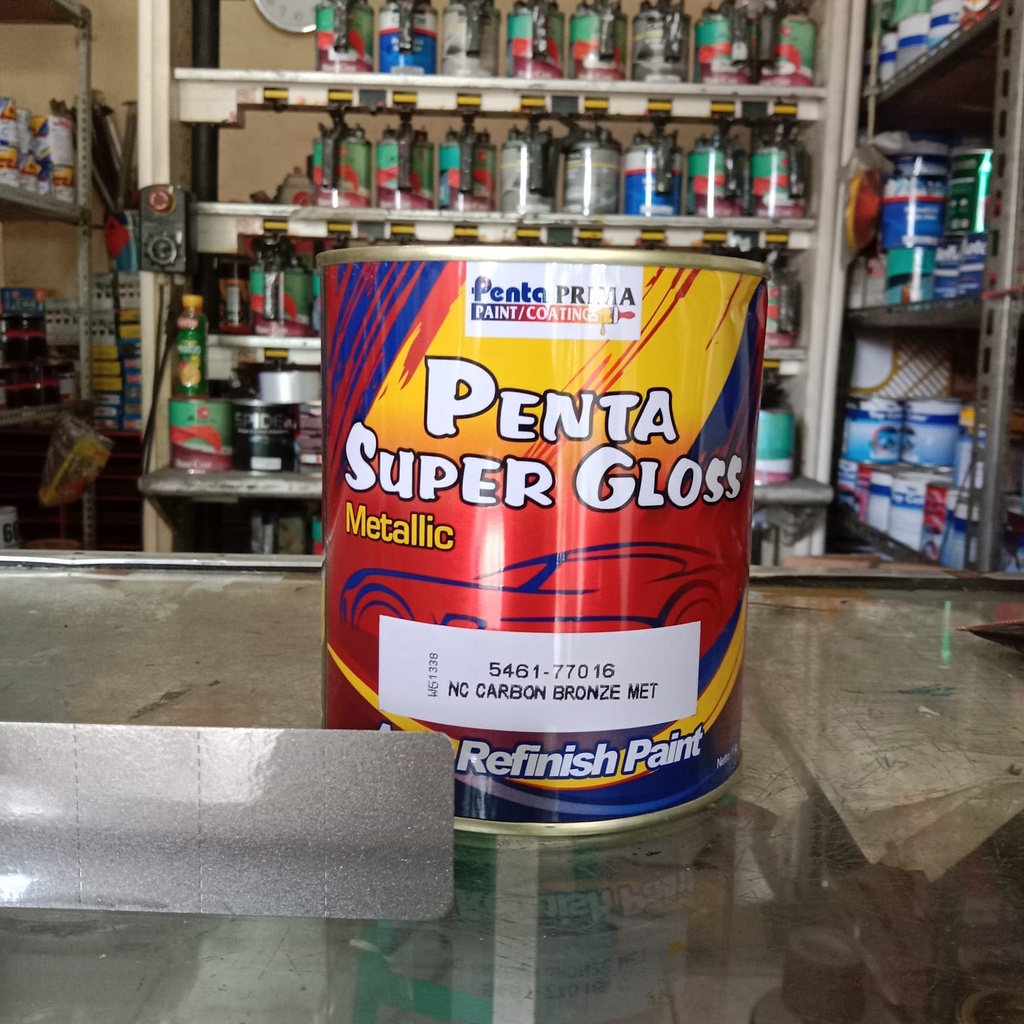 Penta PRIMA
PAINT/COATINGS
PENTA
SUPER GLOSS
Metallic
W61338
5461-77016
NC CARBON BRONZE MET
Refinish Paint